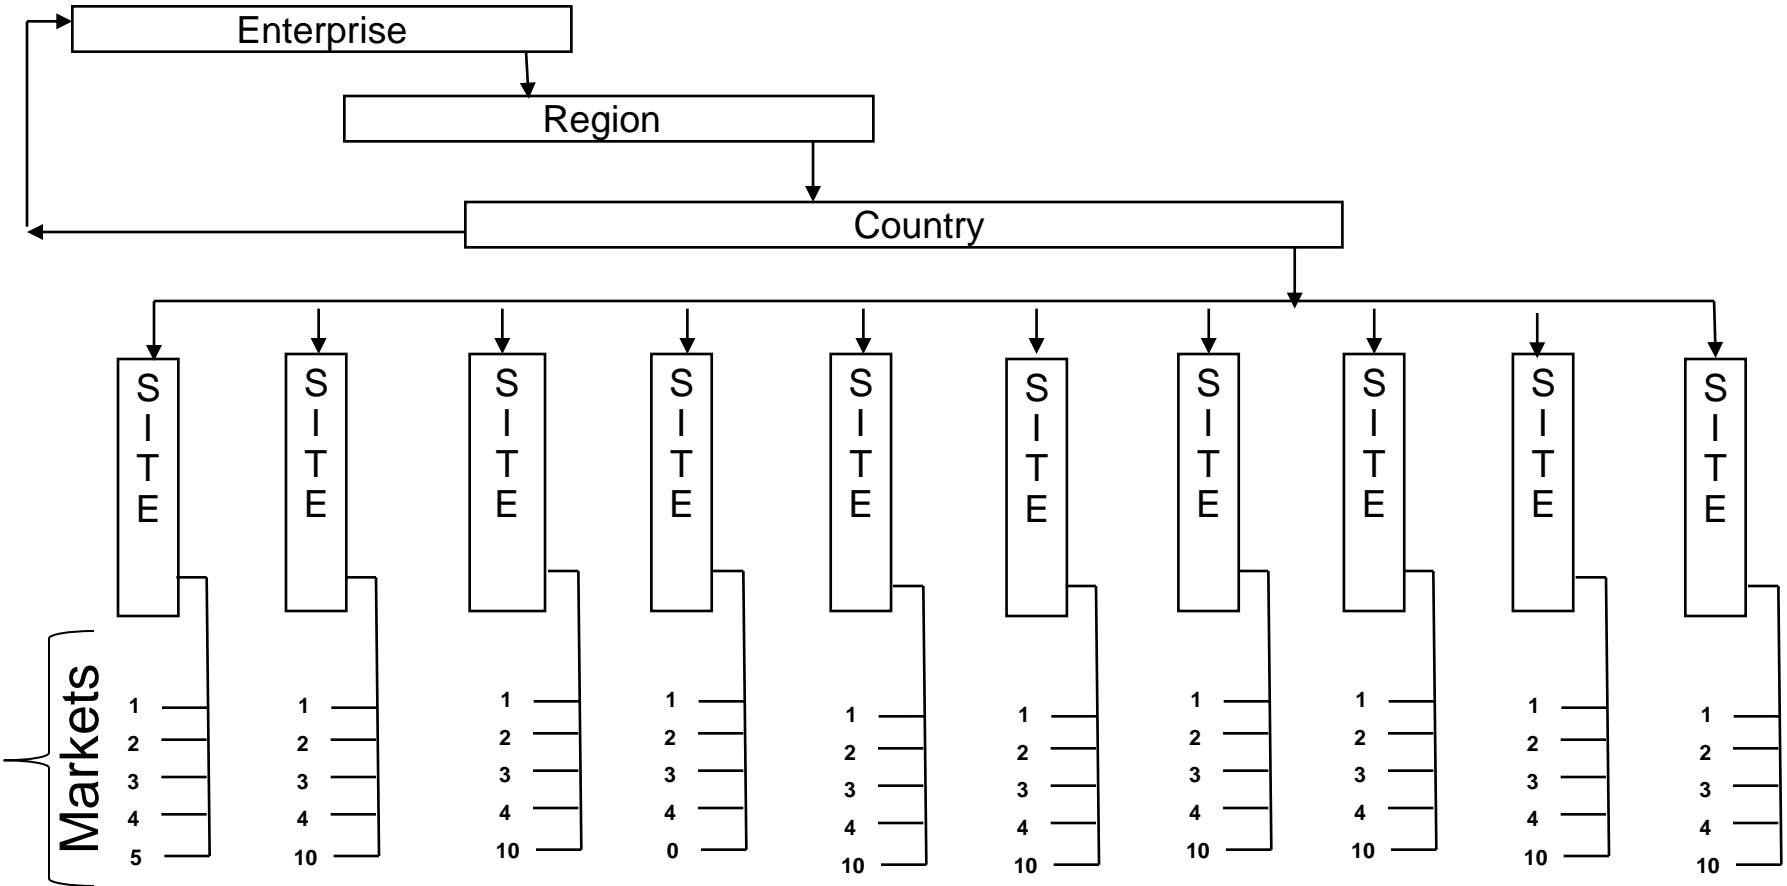 Enterprise
Region
Country
S S S S S S S S S S
I I I I I I I I I I
T T T T T T T T T T
E E E E E E E E E E
Markets
1 1 1 1 1 1 1 1 1 1
2 2 2 2 2 2 2 2 2 2
3 3 3 3 3 3 3 3 3 3
4 4 4 4 4 4 4 4 4 4
5 10 10 0 10 10 10 10 10 10